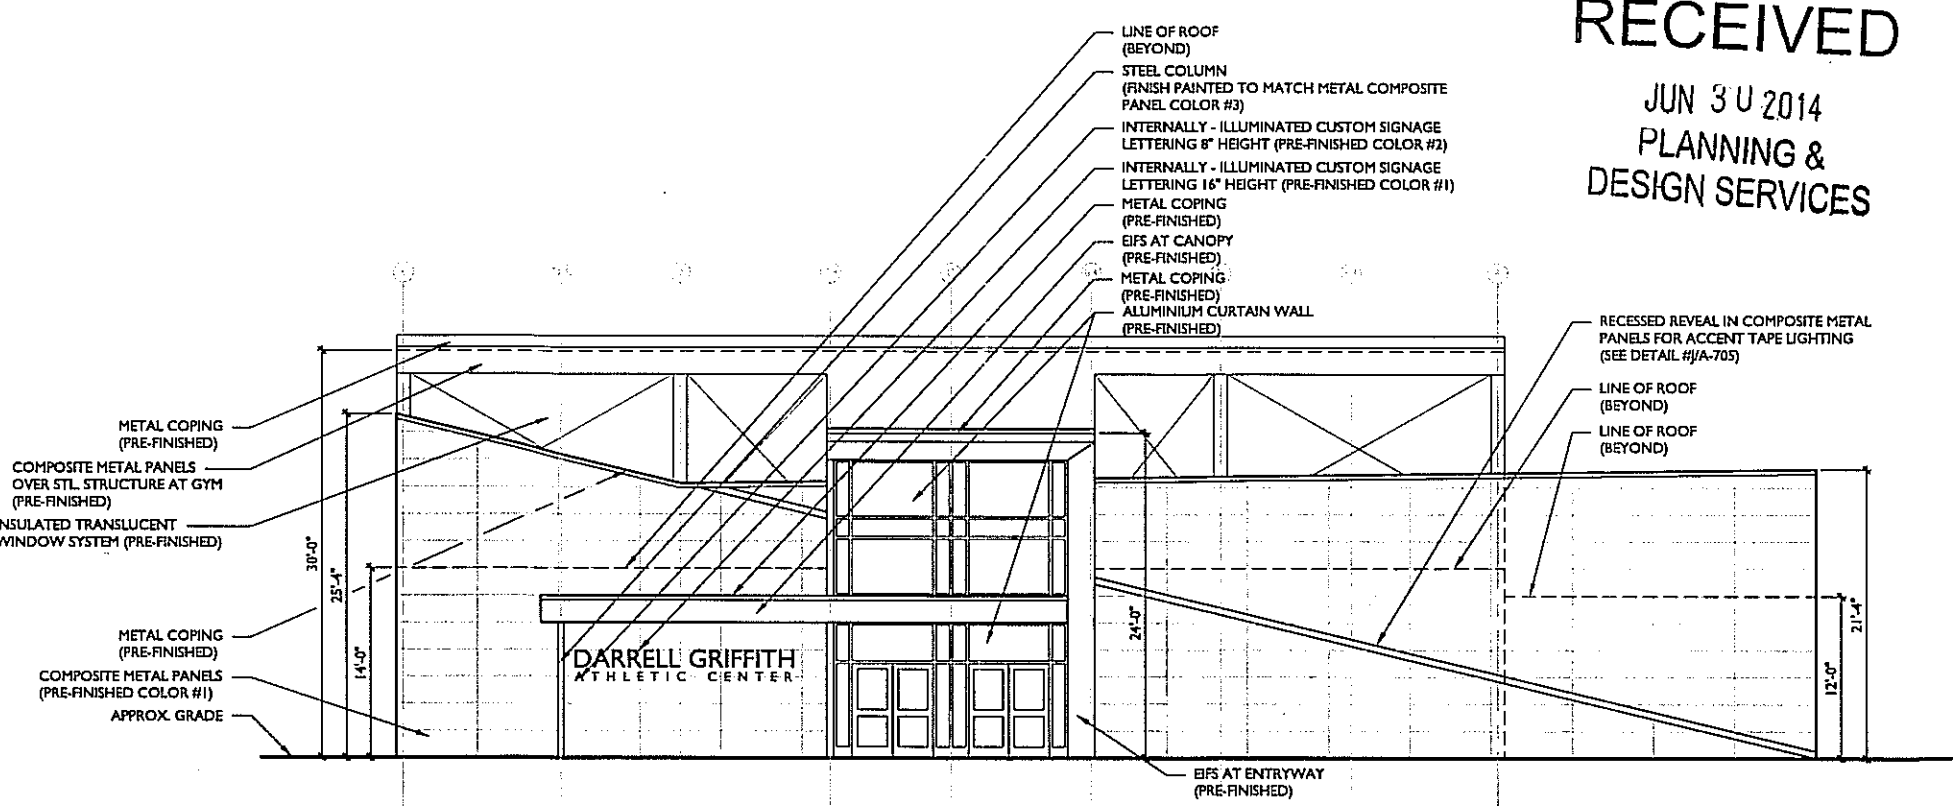 RECEIVED
JUN 30 2014
PLANNING &
DESIGN SERVICES
LINE OF ROOF
(BEYOND)
STEEL COLUMN
(FINISH PAINTED TO MATCH METAL COMPOSITE
PANEL COLOR #3)
INTERNALLY - ILLUMINATED CUSTOM SIGNAGE
LETTERING 8" HEIGHT (PRE-FINISHED COLOR #2)
INTERNALLY - ILLUMINATED CUSTOM SIGNAGE
LETTERING 16" HEIGHT (PRE-FINISHED COLOR #1)
METAL COPING
(PRE-FINISHED)
EIFS AT CANOPY
(PRE-FINISHED)
METAL COPING
(PRE-FINISHED)
ALUMINIUM CURTAIN WALL
(PRE-FINISHED)
RECESSED REVEAL IN COMPOSITE METAL
PANELS FOR ACCENT TAPE LIGHTING
(SEE DETAIL #J/A-705)
LINE OF ROOF
(BEYOND)
LINE OF ROOF
(BEYOND)
METAL COPING
(PRE-FINISHED)
COMPOSITE METAL PANELS
OVER STL. STRUCTURE AT GYM
(PRE-FINISHED)
INSULATED TRANSLUCENT
WINDOW SYSTEM (PRE-FINISHED)
METAL COPING
(PRE-FINISHED)
COMPOSITE METAL PANELS
(PRE-FINISHED COLOR #1)
APPROX. GRADE
30'-0"
25'-4"
14'-0"
DARRELL GRIFFITH
ATHLETIC CENTER
24'-0"
12'-0"
21'-4"
EIFS AT ENTRYWAY
(PRE-FINISHED)